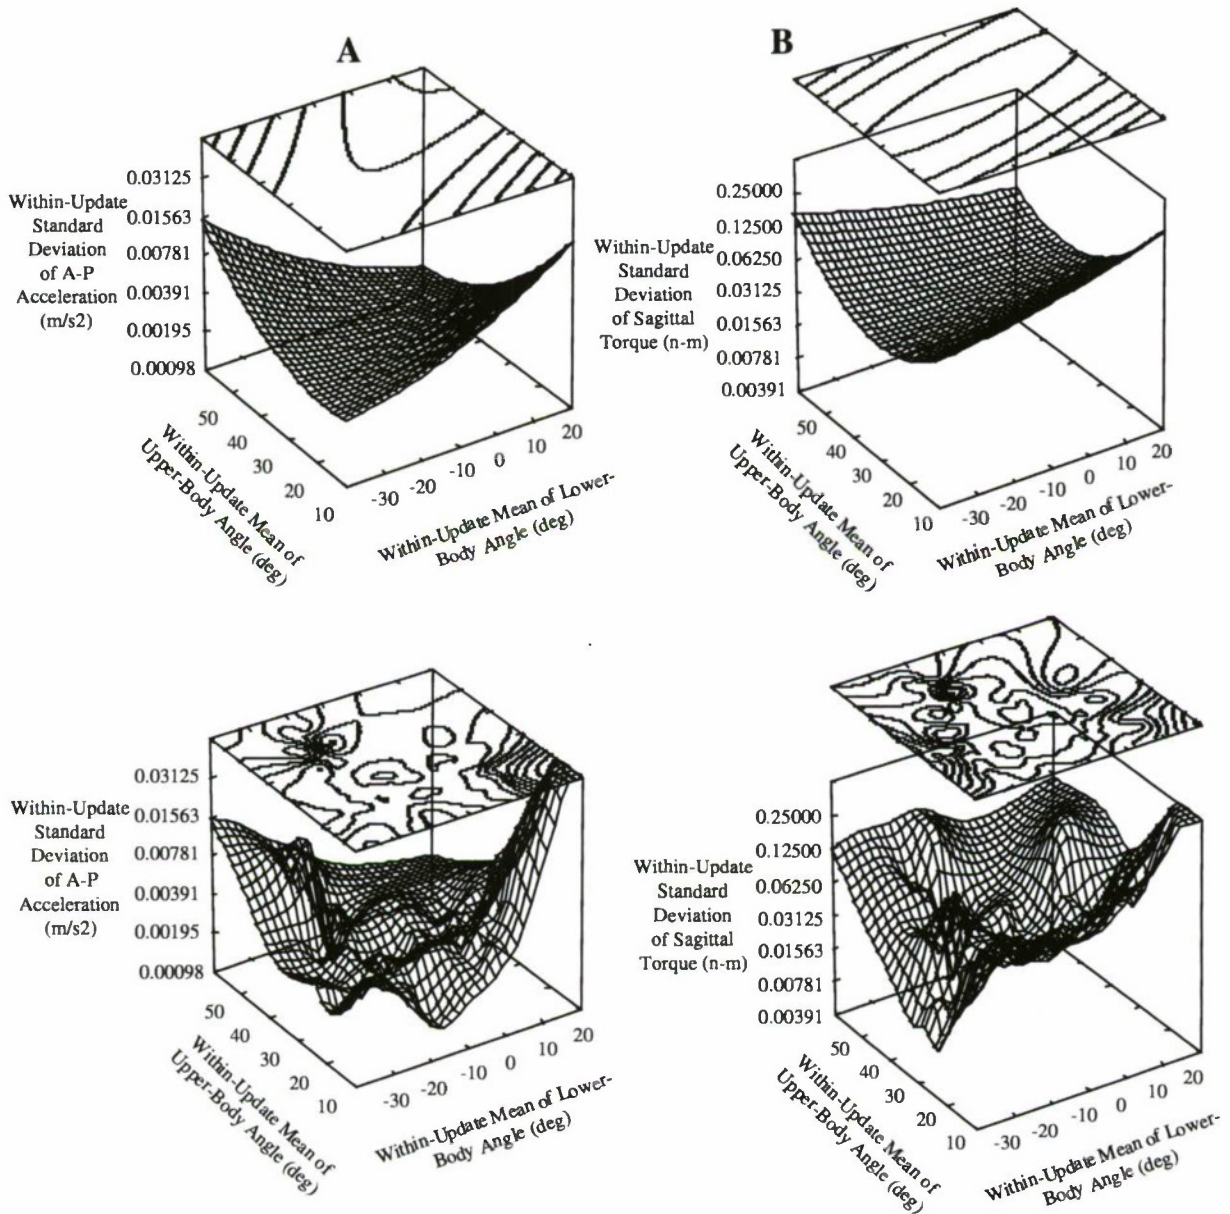 A
B
0.03125
0.01563
0.00781
0.00391
0.00195
0.00098
Within-Update
Standard
Deviation
of A-P
Acceleration
(m/s2)
50
40
30
20
10
Within-Update Mean of
Upper-Body Angle (deg)
-30
-20
-10
0
10
20
Within-Update Mean of Lower-
Body Angle (deg)
0.25000
0.12500
0.06250
0.03125
0.01563
0.00781
0.00391
Within-Update
Standard
Deviation
of Sagittal
Torque (n-m)
50
40
30
20
10
Within-Update Mean of
Upper-Body Angle (deg)
-30
-20
-10
0
10
20
Within-Update Mean of Lower-
Body Angle (deg)
0.03125
0.01563
0.00781
0.00391
0.00195
0.00098
Within-Update
Standard
Deviation
of A-P
Acceleration
(m/s2)
50
40
30
20
10
Within-Update Mean of
Upper-Body Angle (deg)
-30
-20
-10
0
10
20
Within-Update Mean of Lower-
Body Angle (deg)
0.25000
0.12500
0.06250
0.03125
0.01563
0.00781
0.00391
Within-Update
Standard
Deviation
of Sagittal
Torque (n-m)
50
40
30
20
10
Within-Update Mean of
Upper-Body Angle (deg)
-30
-20
-10
0
10
20
Within-Update Mean of Lower-
Body Angle (deg)